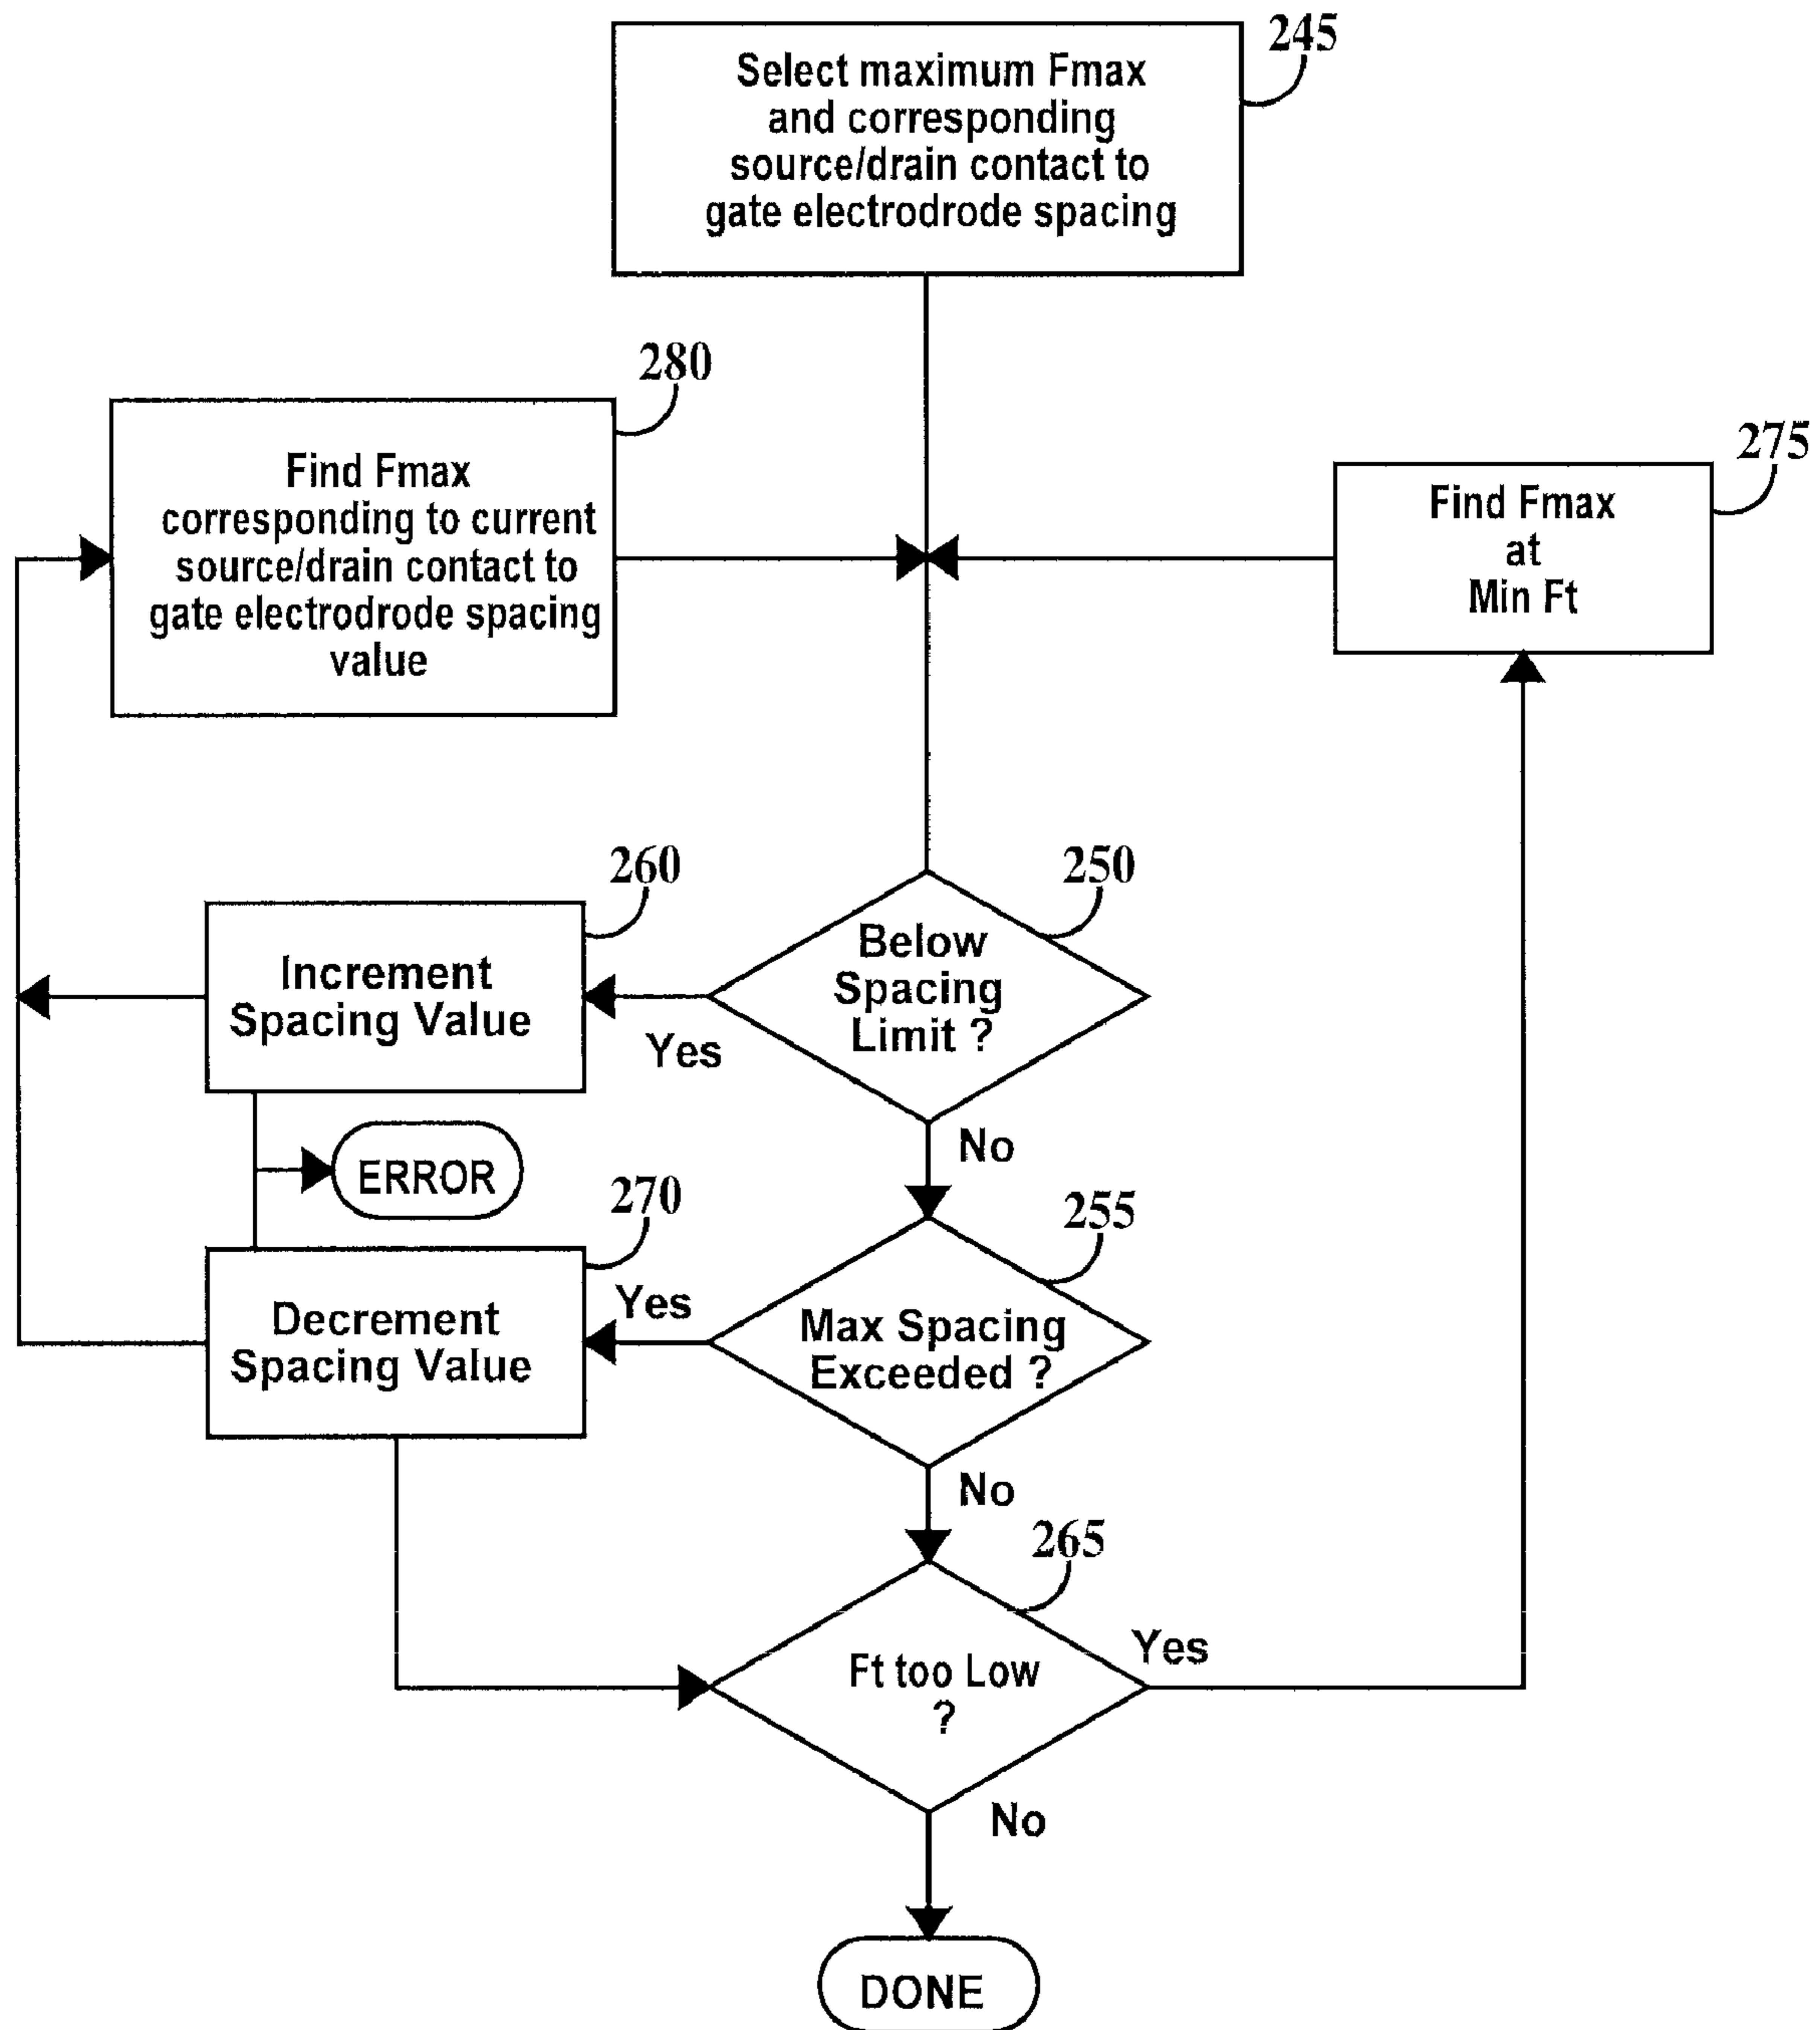 245
Select maximum Fmax
and corresponding
source/drain contact to
gate electrodrode spacing
280
Find Fmax
corresponding to current
source/drain contact to
gate electrodrode spacing
value
275
Find Fmax
at
Min Ft
260
Increment
Spacing Value
250
Below
Spacing
Limit ?
Yes
No
ERROR
270
Decrement
Spacing Value
Yes
255
Max Spacing
Exceeded ?
No
265
Ft too Low
?
Yes
No
DONE